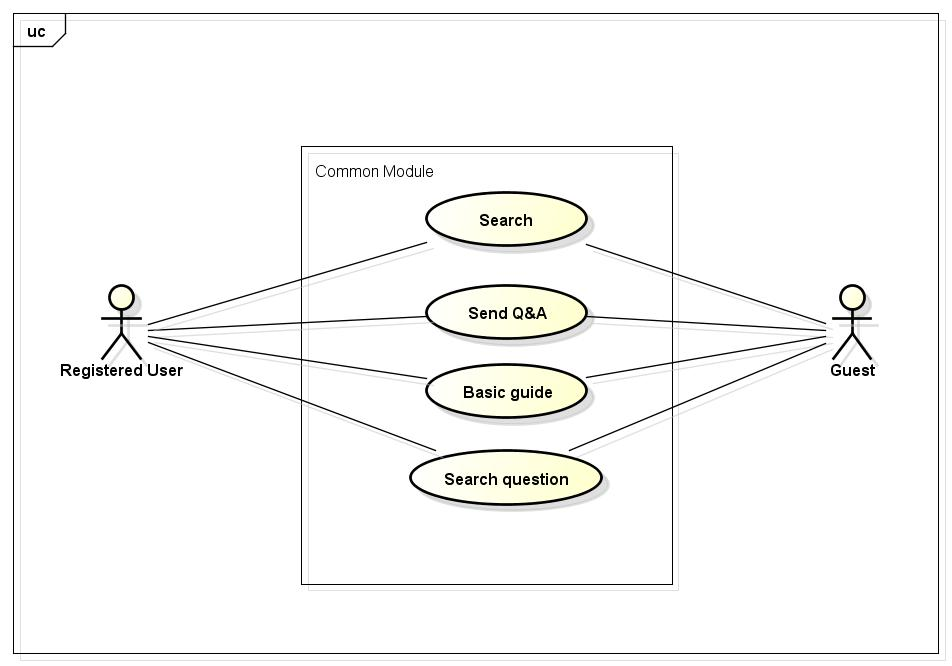 uc
Common Module
Search
Send Q&A
Basic guide
Search question
Registered User
Guest